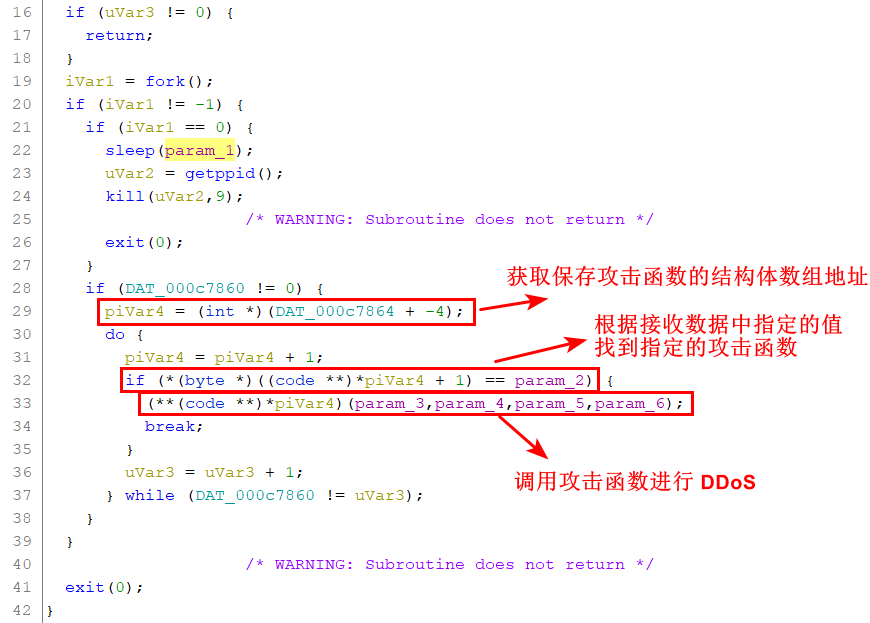 16 if (uVar3 != 0) {
17 return;
18 }
19 iVar1 = fork();
20 if (iVar1 != -1) {
21 if (iVar1 == 0) {
22 sleep(param_1);
23 uVar2 = getppid();
24 kill(uVar2,9);
25 /* WARNING: Subroutine does not return */
26 exit(0);
27 }
28 if (DAT_000c7860 != 0) {
获取保存攻击函数的结构体数组地址
29 piVar4 = (int *)(DAT_000c7864 + -4);
30 do {
根据接收数据中指定的值
找到指定的攻击函数
31 piVar4 = piVar4 + 1;
32 if (*(byte *)((code **)*piVar4 + 1) == param_2) {
33 (**(code **)*piVar4)(param_3,param_4,param_5,param_6);
34 break;
35 }
36 uVar3 = uVar3 + 1;
调用攻击函数进行 DDoS
37 } while (DAT_000c7860 != uVar3);
38 }
39 }
40 /* WARNING: Subroutine does not return */
41 exit(0);
42 }